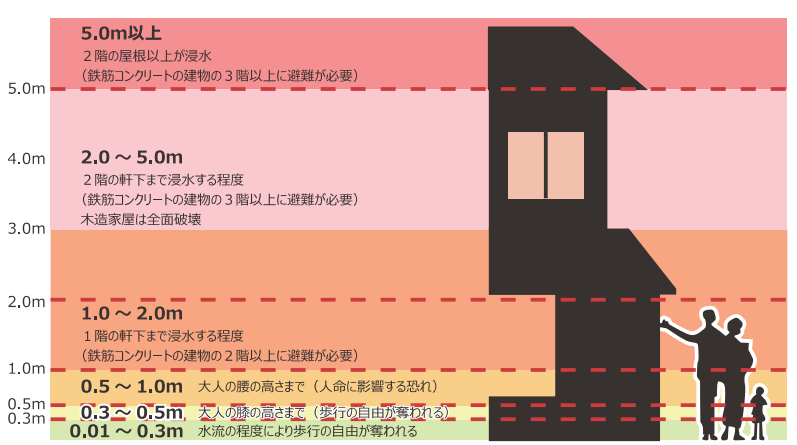 5.0m以上
２階の屋根以上が浸水
（鉄筋コンクリートの建物の３階以上に避難が必要）
5.0m
4.0m
2.0 ～ 5.0m
２階の軒下まで浸水する程度
（鉄筋コンクリートの建物の３階以上に避難が必要）
木造家屋は全面破壊
3.0m
2.0m
1.0 ～ 2.0m
１階の軒下まで浸水する程度
（鉄筋コンクリートの建物の２階以上に避難が必要）
1.0m
0.5 ～ 1.0m 大人の腰の高さまで（人命に影響する恐れ）
0.5m
0.3 ～ 0.5m 大人の膝の高さまで（歩行の自由が奪われる）
0.3m
0.01 ～ 0.3m 水流の程度により歩行の自由が奪われる